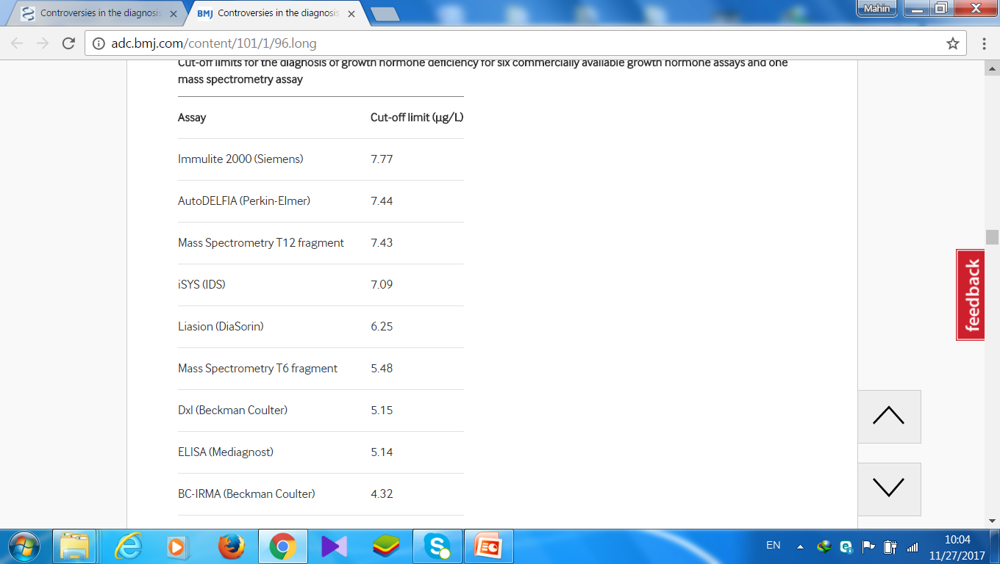 Controversies in the diagnosis
BMJ Controversies in the diagnosis
Mahin
adc.bmj.com/content/101/1/96.long
Cut-off limits for the diagnosis of growth hormone deficiency for six commercially available growth hormone assays and one
mass spectrometry assay
Assay Cut-off limit (µg/L)
Immulite 2000 (Siemens) 7.77
AutoDELFIA (Perkin-Elmer) 7.44
Mass Spectrometry T12 fragment 7.43
iSYS (IDS) 7.09
Liasion (DiaSorin) 6.25
Mass Spectrometry T6 fragment 5.48
DxI (Beckman Coulter) 5.15
ELISA (Mediagnost) 5.14
BC-IRMA (Beckman Coulter) 4.32
feedback
EN
10:04
11/27/2017